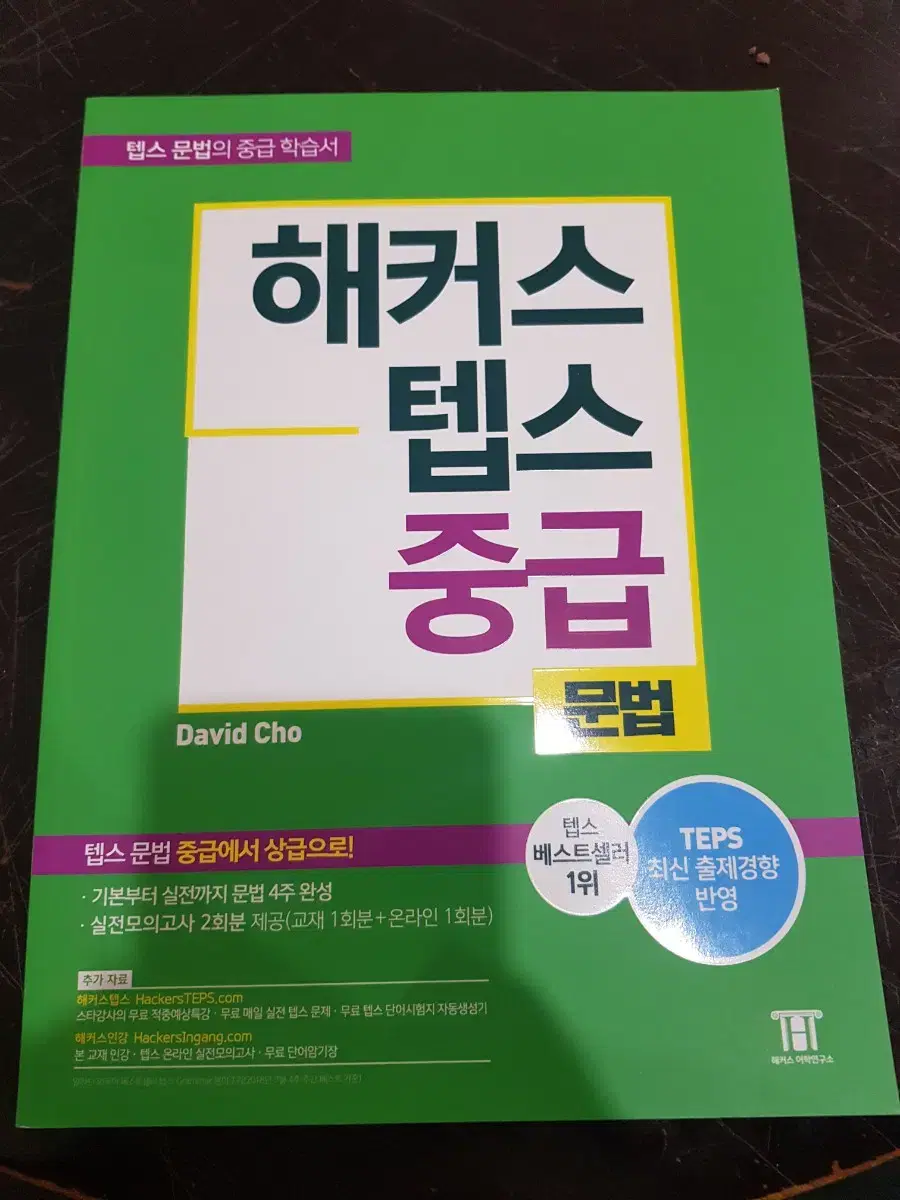 텝스 문법의 중급 학습서
해커스
텝스
중급
문법
David Cho
텝스
베스트셀러
1위
TEPS
최신 출제경향
반영
텝스 문법 중급에서 상급으로!
· 기본부터 실전까지 문법 4주 완성
· 실전모의고사 2회분 제공(교재 1회분+온라인 1회분)
추가 자료
해커스텝스 HackersTEPS.com
스타강사의 무료 적중예상특강 · 무료 매일 실전 텝스 문제 · 무료 텝스 단어시험지 자동생성기
해커스인강 HackersIngang.com
본 교재 인강 · 텝스 온라인 실전모의고사 · 무료 단어암기장
해커스 어학연구소